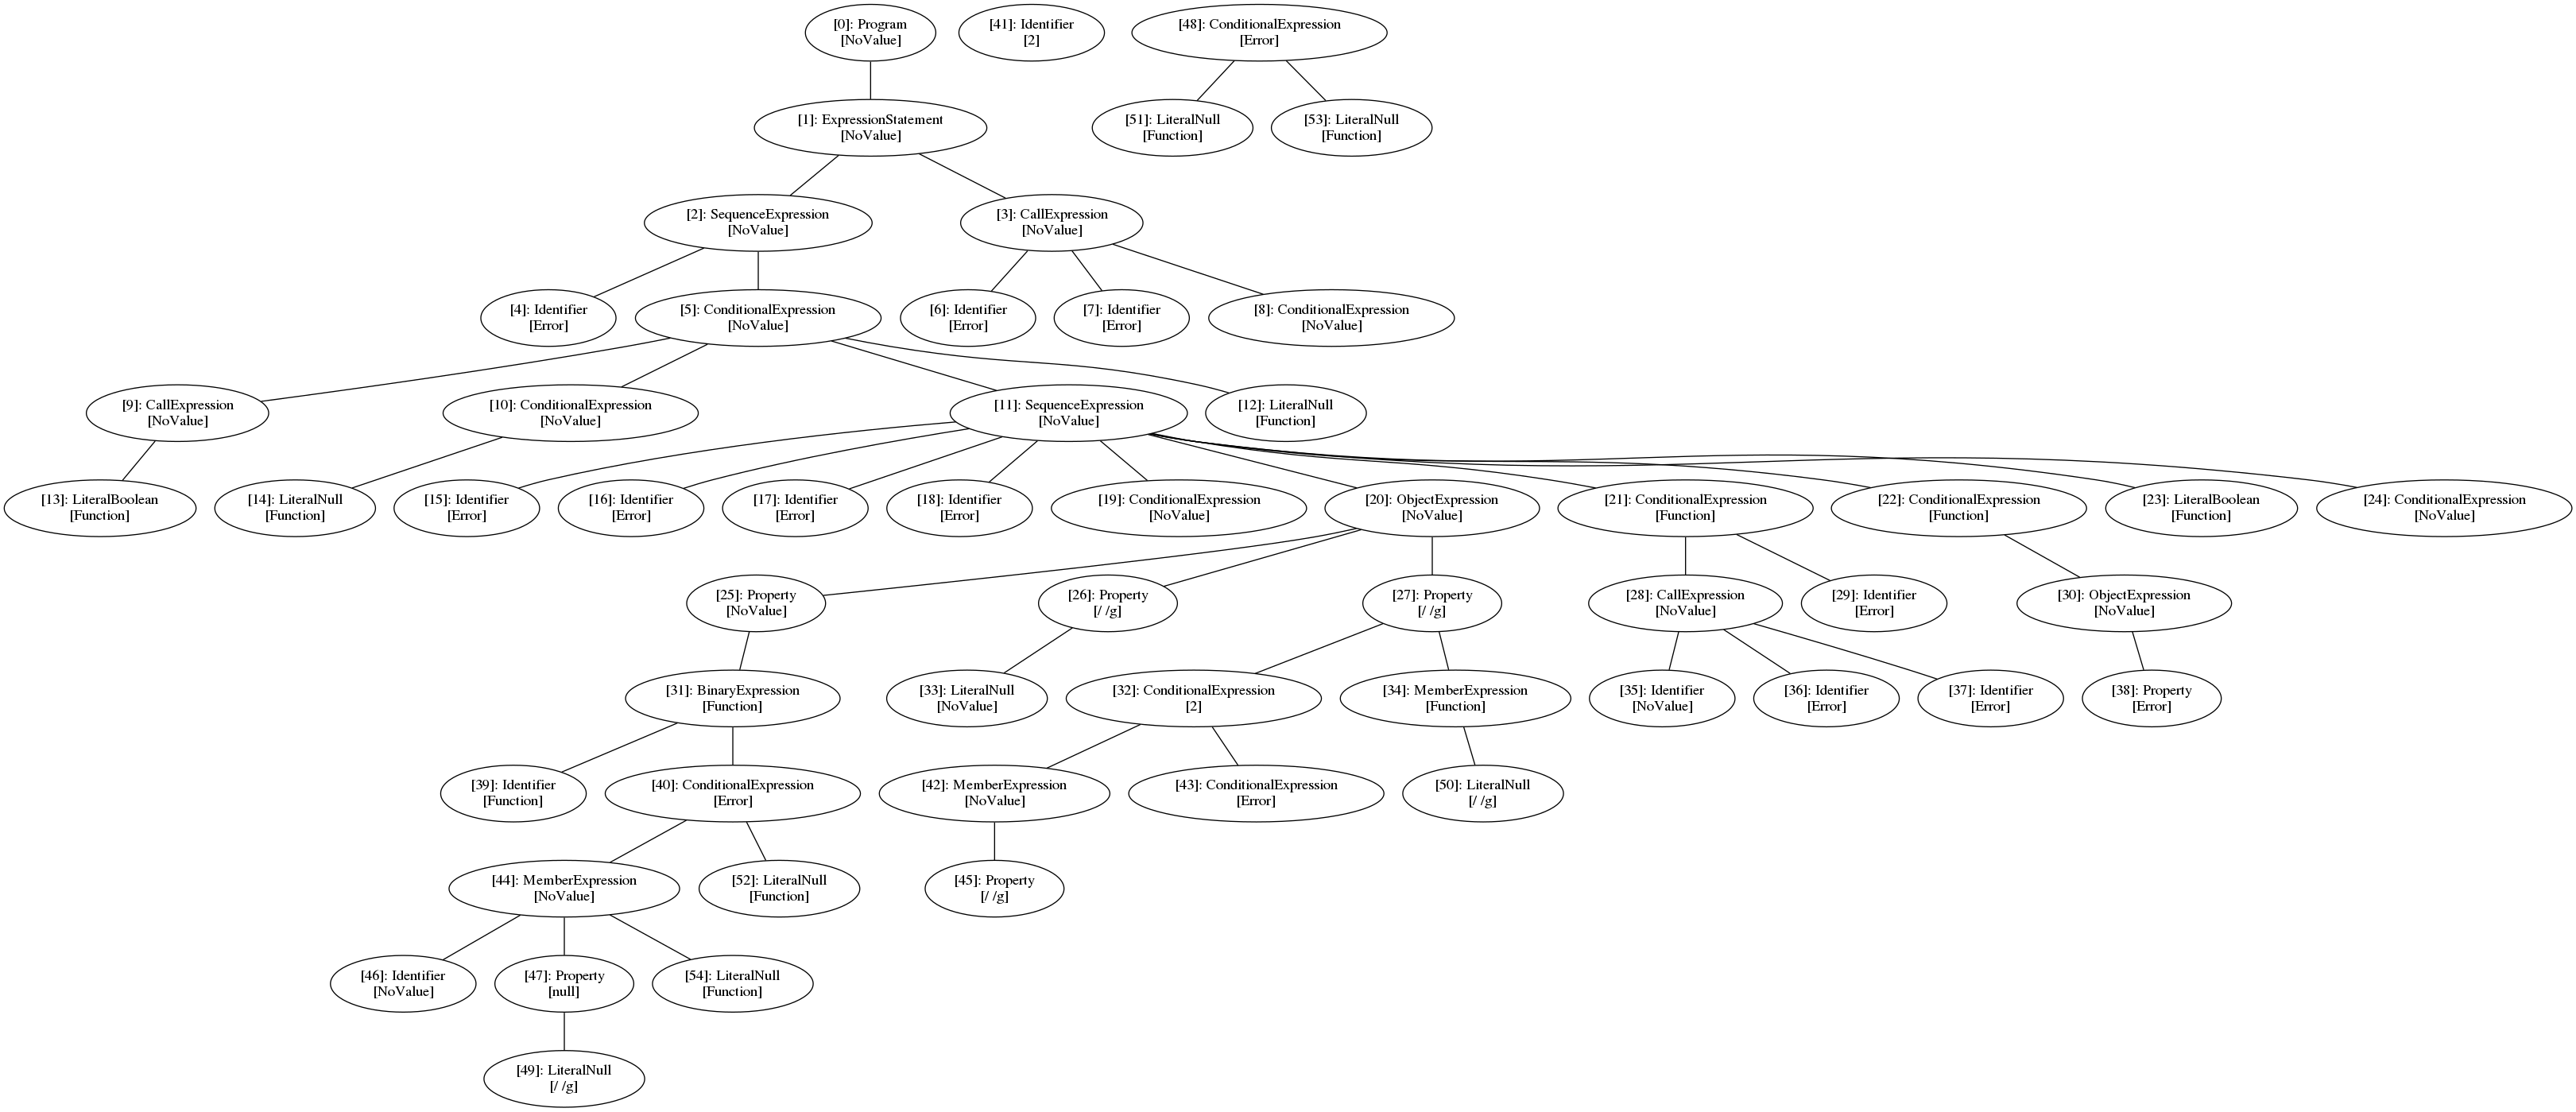 [0]: Program
[NoValue]
[41]: Identifier
[2]
[48]: ConditionalExpression
[Error]
[1]: ExpressionStatement
[NoValue]
[51]: LiteralNull
[Function]
[53]: LiteralNull
[Function]
[2]: SequenceExpression
[NoValue]
[3]: CallExpression
[NoValue]
[4]: Identifier
[Error]
[5]: ConditionalExpression
[NoValue]
[6]: Identifier
[Error]
[7]: Identifier
[Error]
[8]: ConditionalExpression
[NoValue]
[9]: CallExpression
[NoValue]
[10]: ConditionalExpression
[NoValue]
[11]: SequenceExpression
[NoValue]
[12]: LiteralNull
[Function]
[13]: LiteralBoolean
[Function]
[14]: LiteralNull
[Function]
[15]: Identifier
[Error]
[16]: Identifier
[Error]
[17]: Identifier
[Error]
[18]: Identifier
[Error]
[19]: ConditionalExpression
[NoValue]
[20]: ObjectExpression
[NoValue]
[21]: ConditionalExpression
[Function]
[22]: ConditionalExpression
[Function]
[23]: LiteralBoolean
[Function]
[24]: ConditionalExpression
[NoValue]
[25]: Property
[NoValue]
[26]: Property
[/ /g]
[27]: Property
[/ /g]
[28]: CallExpression
[NoValue]
[29]: Identifier
[Error]
[30]: ObjectExpression
[NoValue]
[31]: BinaryExpression
[Function]
[33]: LiteralNull
[NoValue]
[32]: ConditionalExpression
[2]
[34]: MemberExpression
[Function]
[35]: Identifier
[NoValue]
[36]: Identifier
[Error]
[37]: Identifier
[Error]
[38]: Property
[Error]
[39]: Identifier
[Function]
[40]: ConditionalExpression
[Error]
[42]: MemberExpression
[NoValue]
[43]: ConditionalExpression
[Error]
[50]: LiteralNull
[/ /g]
[44]: MemberExpression
[NoValue]
[52]: LiteralNull
[Function]
[45]: Property
[/ /g]
[46]: Identifier
[NoValue]
[47]: Property
[null]
[54]: LiteralNull
[Function]
[49]: LiteralNull
[/ /g]